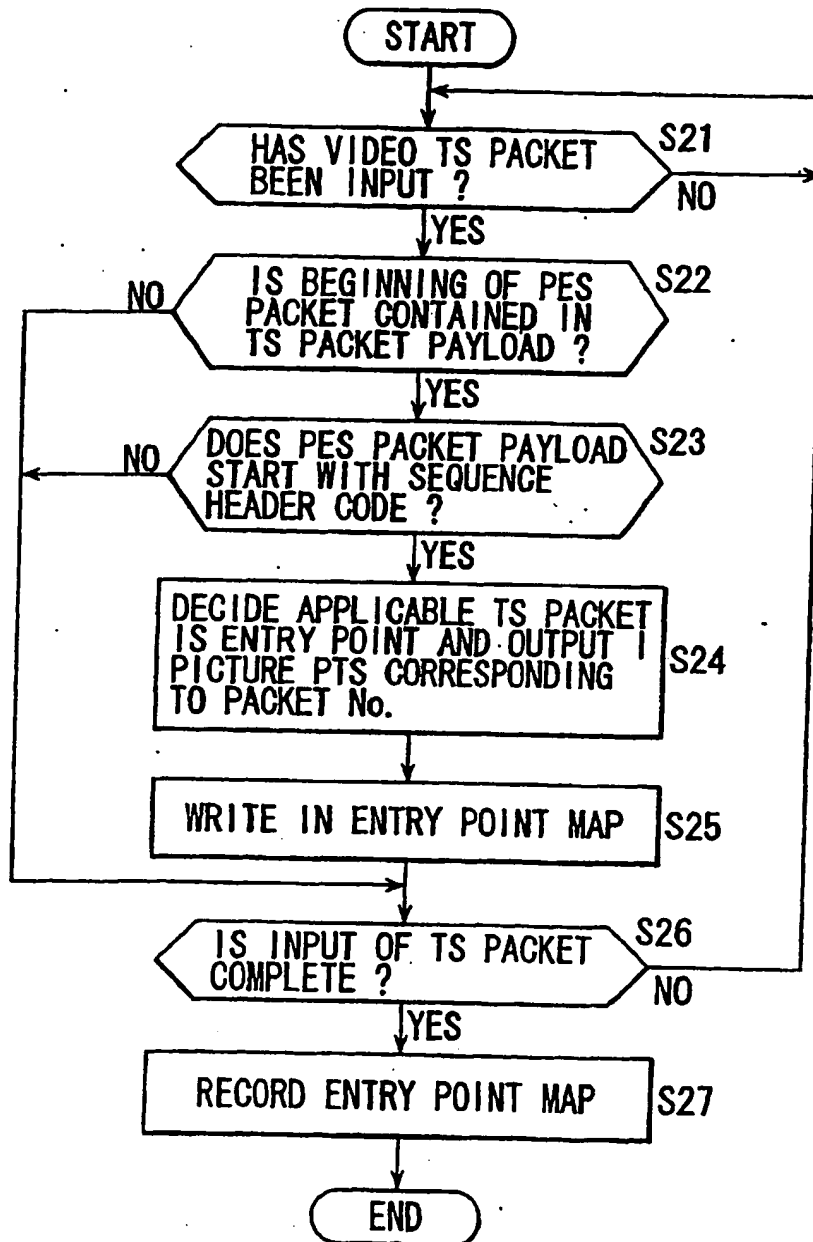 START
HAS VIDEO TS PACKET
BEEN INPUT ?
S21
NO
YES
IS BEGINNING OF PES
PACKET CONTAINED IN
TS PACKET PAYLOAD ?
S22
NO
YES
DOES PES PACKET PAYLOAD
START WITH SEQUENCE
HEADER CODE ?
S23
NO
YES
DECIDE APPLICABLE TS PACKET
IS ENTRY POINT AND OUTPUT I
PICTURE PTS CORRESPONDING
TO PACKET No.
S24
WRITE IN ENTRY POINT MAP
S25
IS INPUT OF TS PACKET
COMPLETE ?
S26
NO
YES
RECORD ENTRY POINT MAP
S27
END